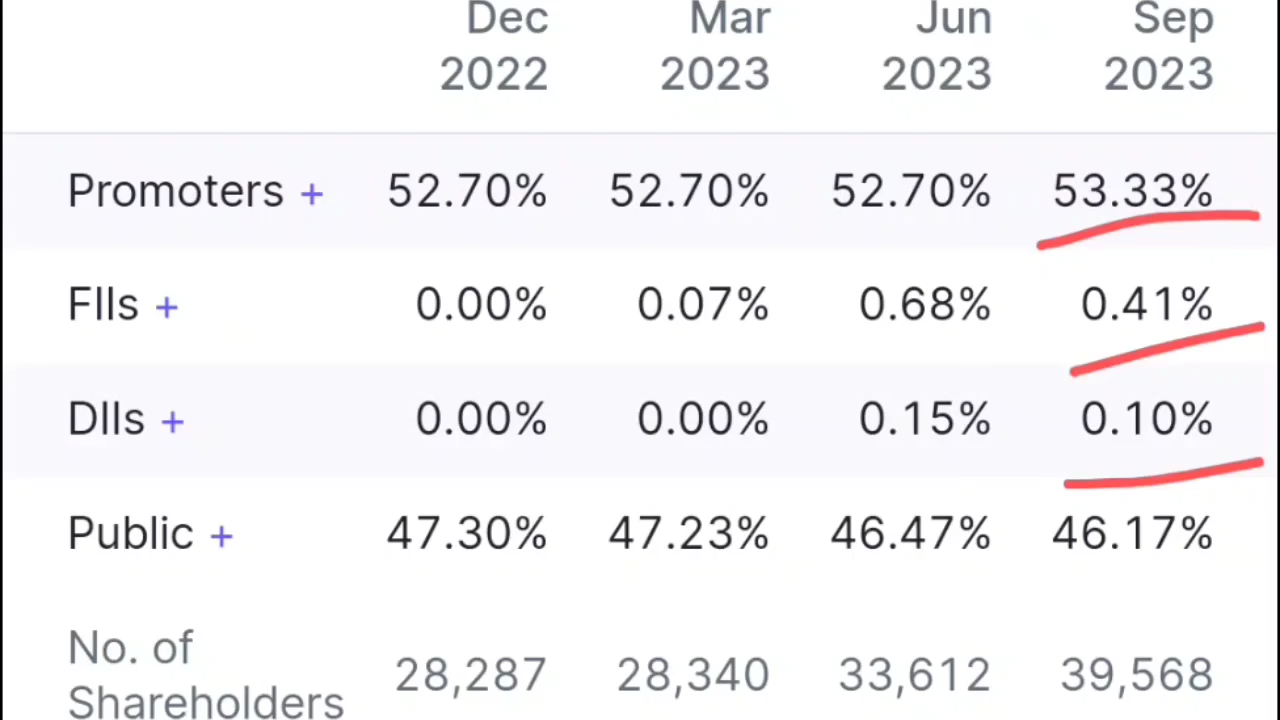 Dec Mar Jun Sep
2022 2023 2023 2023
Promoters + 52.70% 52.70% 52.70% 53.33%
FIIs + 0.00% 0.07% 0.68% 0.41%
DIIs + 0.00% 0.00% 0.15% 0.10%
Public + 47.30% 47.23% 46.47% 46.17%
No. of
Shareholders 28,287 28,340 33,612 39,568